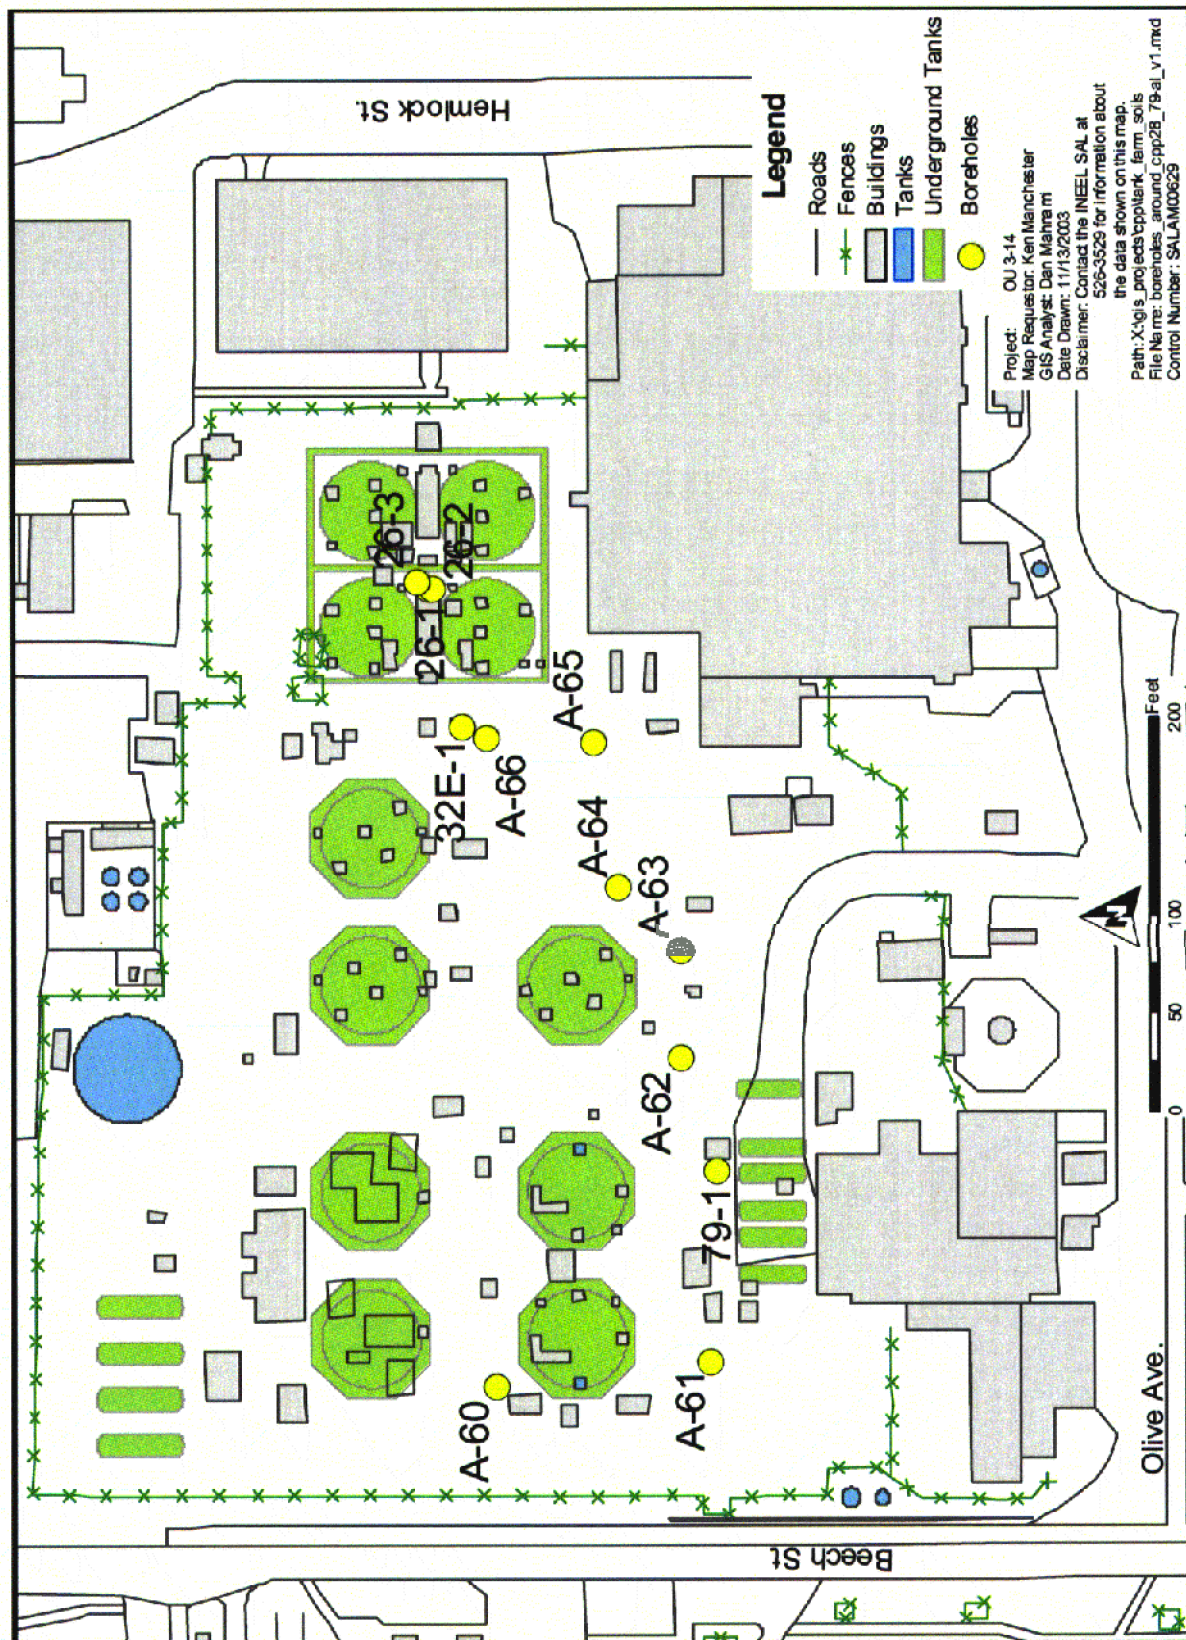 Hemlock St.
Legend
Roads
Fences
Buildings
Tanks
Underground Tanks
Boreholes
Project: OU 3-14
Map Requestor: Ken Manchester
GIS Analyst: Dan Mahnami
Date Drawn: 11/13/2003
Disclaimer: Contact the INEEL SAL at
526-3529 for information about
the data shown on this map.
Path: X:\gis_projects\cpp\tank_farm_soils
File Name: boreholes_around_cpp28_79-al_v1.mxd
Control Number: SALAM00629
26-3
26-2
26-1
A-65
32E-1
A-66
A-64
A-63
A-62
79-1
A-60
A-61
N
0 50 100 200
Feet
Olive Ave.
Beech St